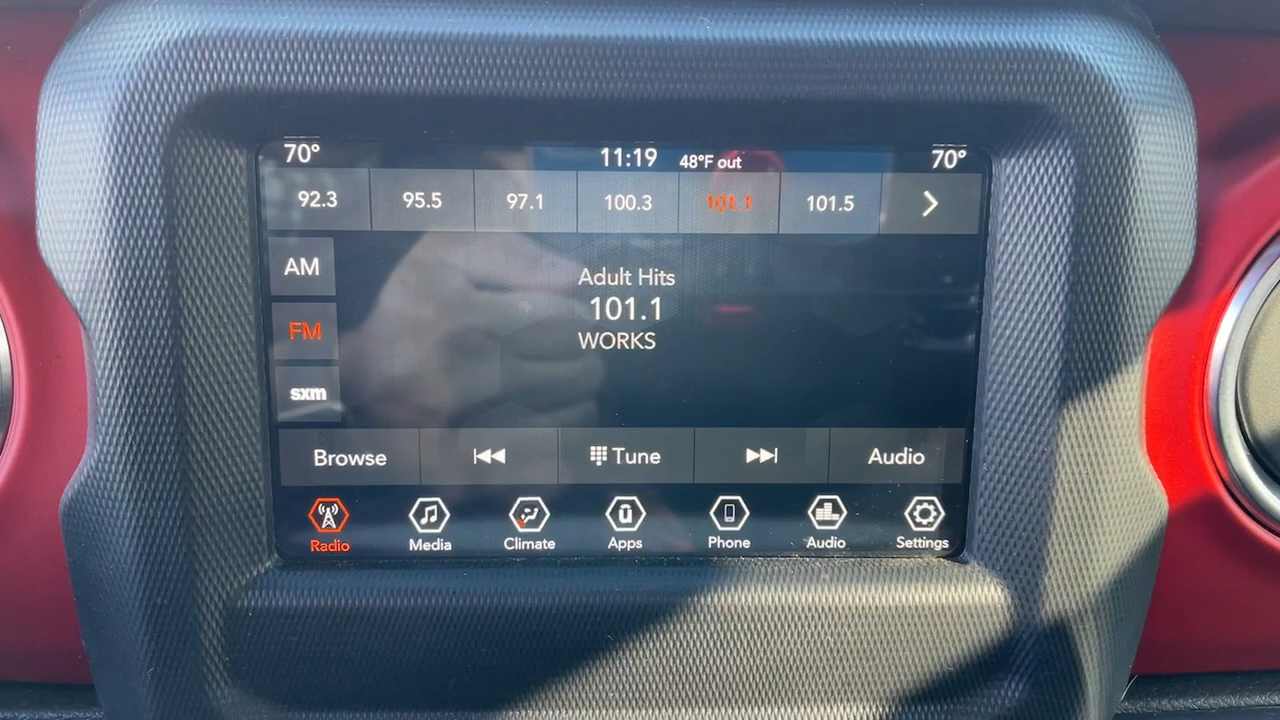 70° 11:19 48°F out 70°
92.3 95.5 97.1 100.3 101.1 101.5
AM
Adult Hits
101.1
FM
WORKS
sxm
Browse Tune Audio
Radio Media Climate Apps Phone Audio Settings